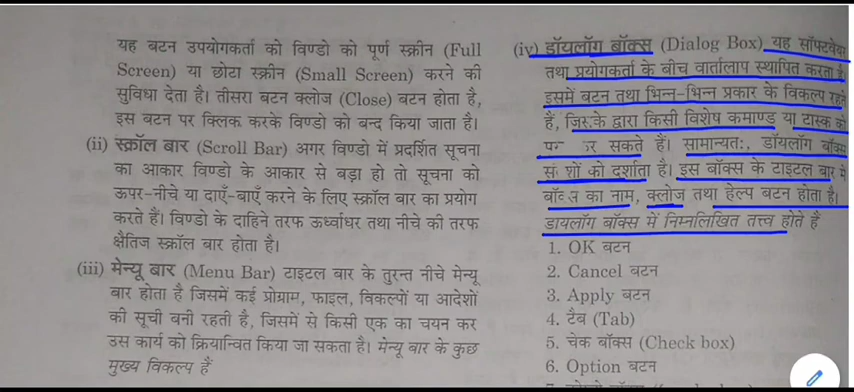 यह बटन उपयोगकर्ता को विण्डो को पूर्ण स्क्रीन (Full
Screen) या छोटा स्क्रीन (Small Screen) करने की
सुविधा देता है। तीसरा बटन क्लोज (Close) बटन होता है,
इस बटन पर क्लिक करके विण्डो को बन्द किया जाता है।
(ii) स्क्रॉल बार (Scroll Bar) अगर विण्डो में प्रदर्शित सूचना
का आकार विण्डो के आकार से बड़ा हो तो सूचना को
ऊपर-नीचे या दाएँ-बाएँ करने के लिए स्क्रॉल बार का प्रयोग
करते हैं। विण्डो के दाहिने तरफ ऊर्ध्वाधर तथा नीचे की तरफ
क्षैतिज स्क्रॉल बार होता है।
(iii) मेन्यू बार (Menu Bar) टाइटल बार के तुरन्त नीचे मेन्यू
बार होता है जिसमें कई प्रोग्राम, फाइल, विकल्पों या आदेशों
की सूची बनी रहती है, जिसमें से किसी एक का चयन कर
उस कार्य को क्रियान्वित किया जा सकता है। मेन्यू बार के कुछ
मुख्य विकल्प हैं
(iv) डॉयलॉग बॉक्स (Dialog Box) यह सॉफ्टवेयर
तथा प्रयोगकर्ता के बीच वार्तालाप स्थापित करता है।
इसमें बटन तथा भिन्न-भिन्न प्रकार के विकल्प रहते
हैं, जिसके द्वारा किसी विशेष कमाण्ड या टास्क को
सकते हैं। सामान्यतः, डॉयलॉग बॉक्स
को दर्शाता है। इस बॉक्स के टाइटल बार में
बॉक्स का नाम, क्लोज तथा हेल्प बटन होता है।
डायलॉग बॉक्स में निम्नलिखित तत्त्व होते हैं
1. OK बटन
2. Cancel बटन
3. Apply बटन
4. टैब (Tab)
5. चेक बॉक्स (Check box)
6. Option बटन